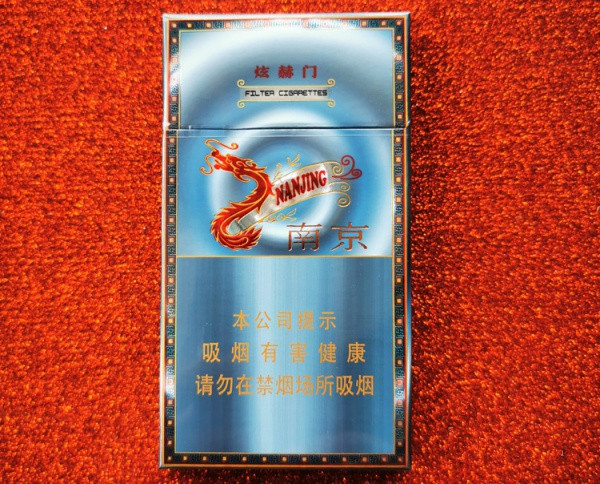 炫赫门
FILTER CIGARETTES
NANJING
南京
本公司提示
吸烟有害健康
请勿在禁烟场所吸烟